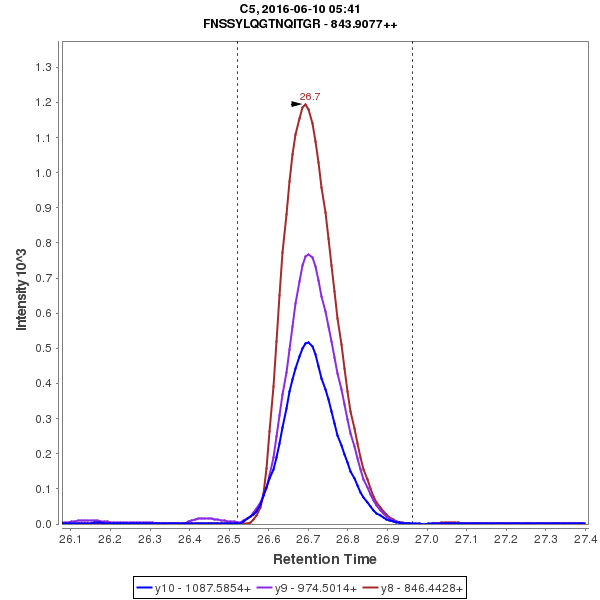 C5, 2016-06-10 05:41
FNSSYLQGTNQITGR - 843.9077++
26.7
1.3
1.2
1.1
1.0
0.9
0.8
0.7
0.6
0.5
0.4
0.3
0.2
0.1
0.0
Intensity 10^3
26.1 26.2 26.3 26.4 26.5 26.6 26.7 26.8 26.9 27.0 27.1 27.2 27.3 27.4
Retention Time
y10 - 1087.5854+ y9 - 974.5014+ y8 - 846.4428+